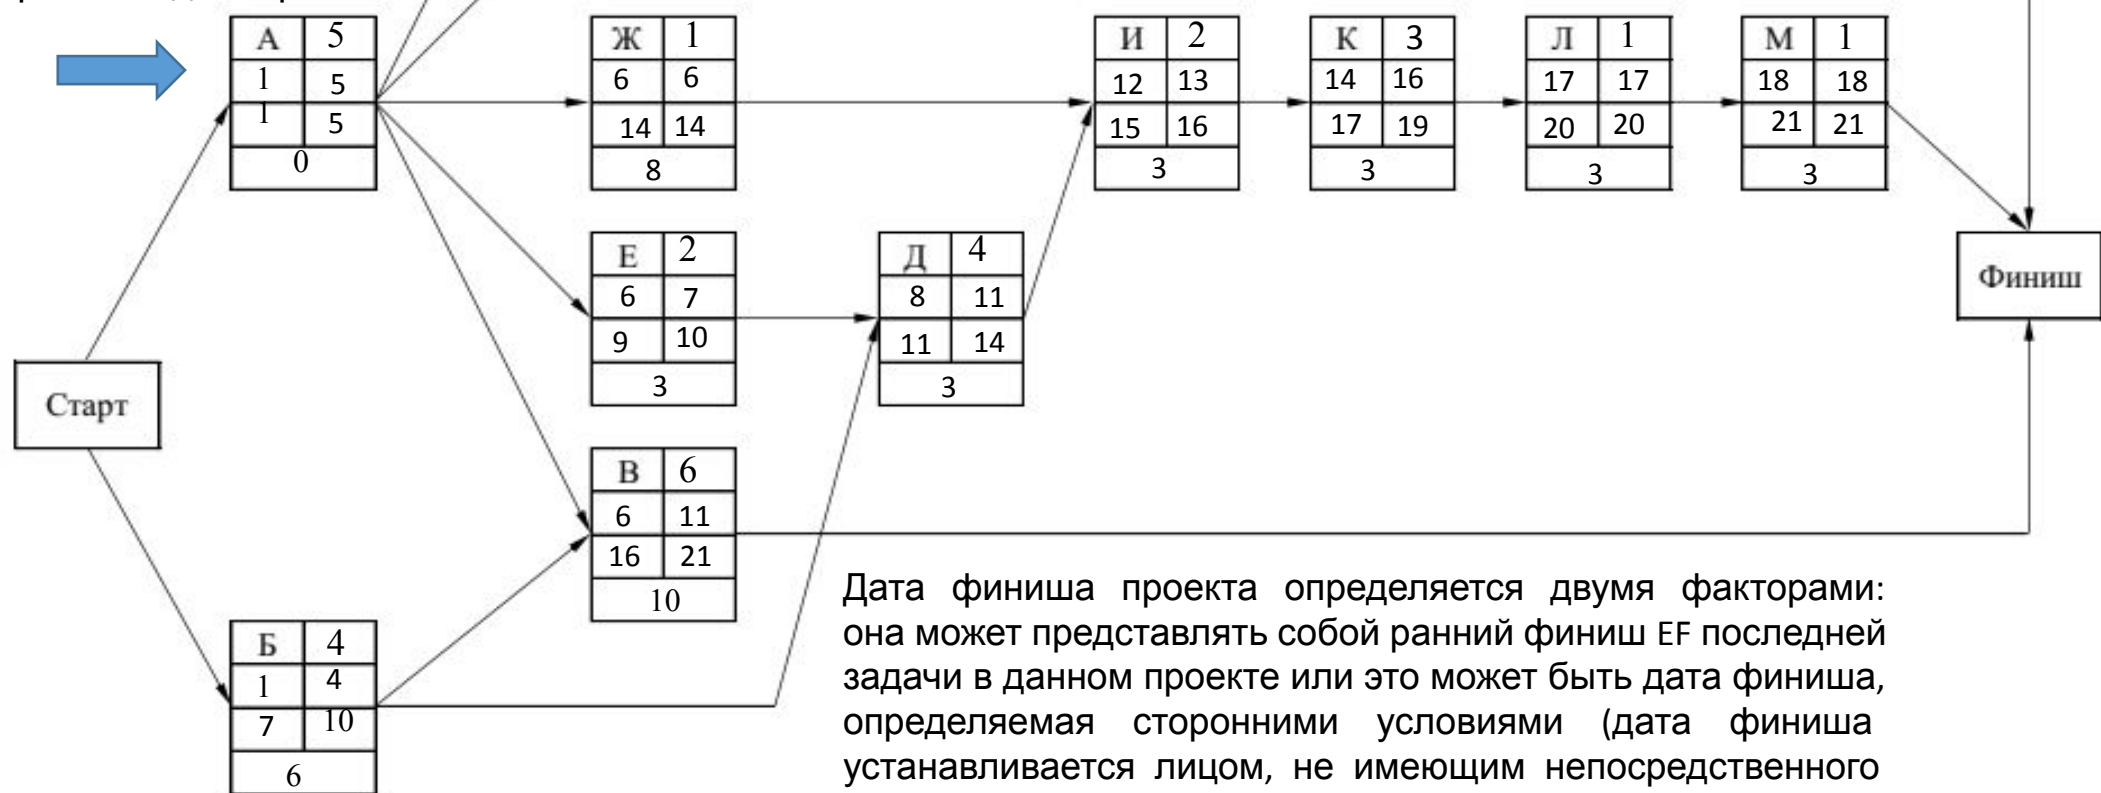 А 5
1 5
1 5
0
Ж 1
6 6
14 14
8
И 2
12 13
15 16
3
К 3
14 16
17 19
3
Л 1
17 17
20 20
3
М 1
18 18
21 21
3
Е 2
6 7
9 10
3
Д 4
8 11
11 14
3
Финиш
Старт
В 6
6 11
16 21
10
Б 4
1 4
7 10
6
Дата финиша проекта определяется двумя факторами:
она может представлять собой ранний финиш EF последней
задачи в данном проекте или это может быть дата финиша,
определяемая сторонними условиями (дата финиша
устанавливается лицом, не имеющим непосредственного